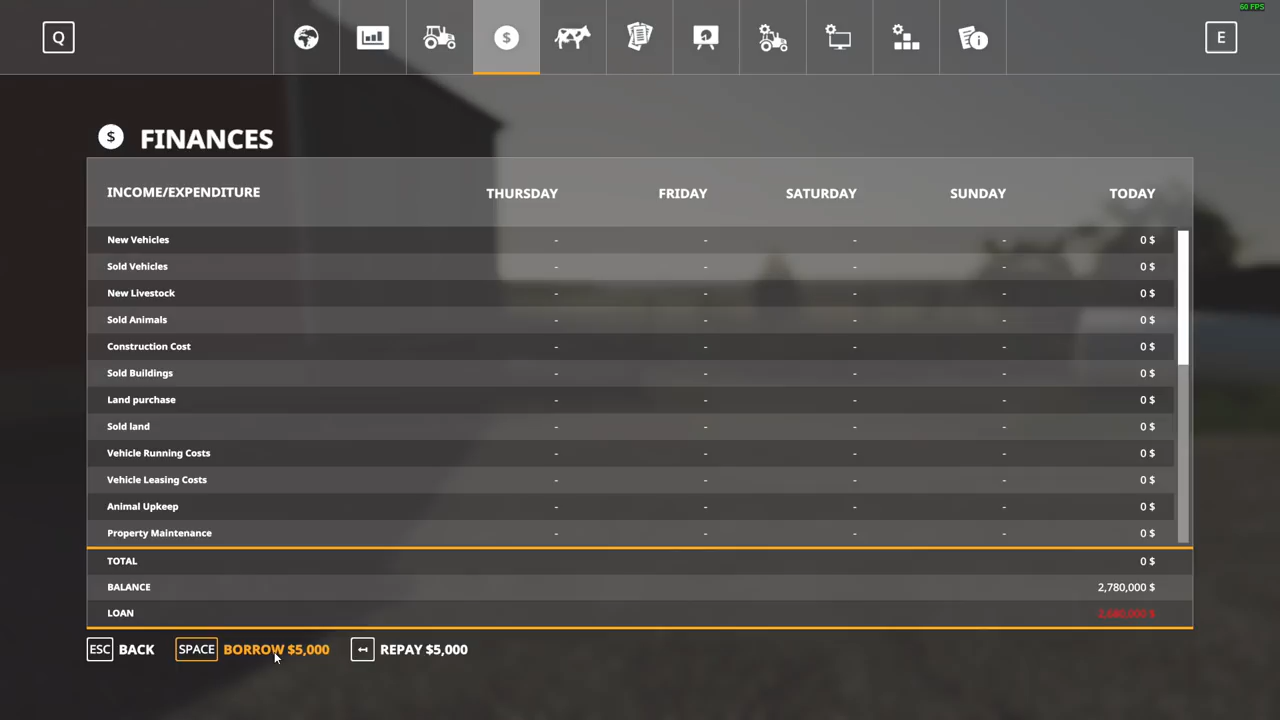 60 FPS
Q
E
$
$ FINANCES
INCOME/EXPENDITURE THURSDAY FRIDAY SATURDAY SUNDAY TODAY
New Vehicles - - - - 0 $
Sold Vehicles - - - - 0 $
New Livestock - - - - 0 $
Sold Animals - - - - 0 $
Construction Cost - - - - 0 $
Sold Buildings - - - - 0 $
Land purchase - - - - 0 $
Sold land - - - - 0 $
Vehicle Running Costs - - - - 0 $
Vehicle Leasing Costs - - - - 0 $
Animal Upkeep - - - - 0 $
Property Maintenance - - - - 0 $
TOTAL 0 $
BALANCE 2,780,000 $
LOAN 2,680,000 $
ESC BACK SPACE BORROW $5,000 REPAY $5,000